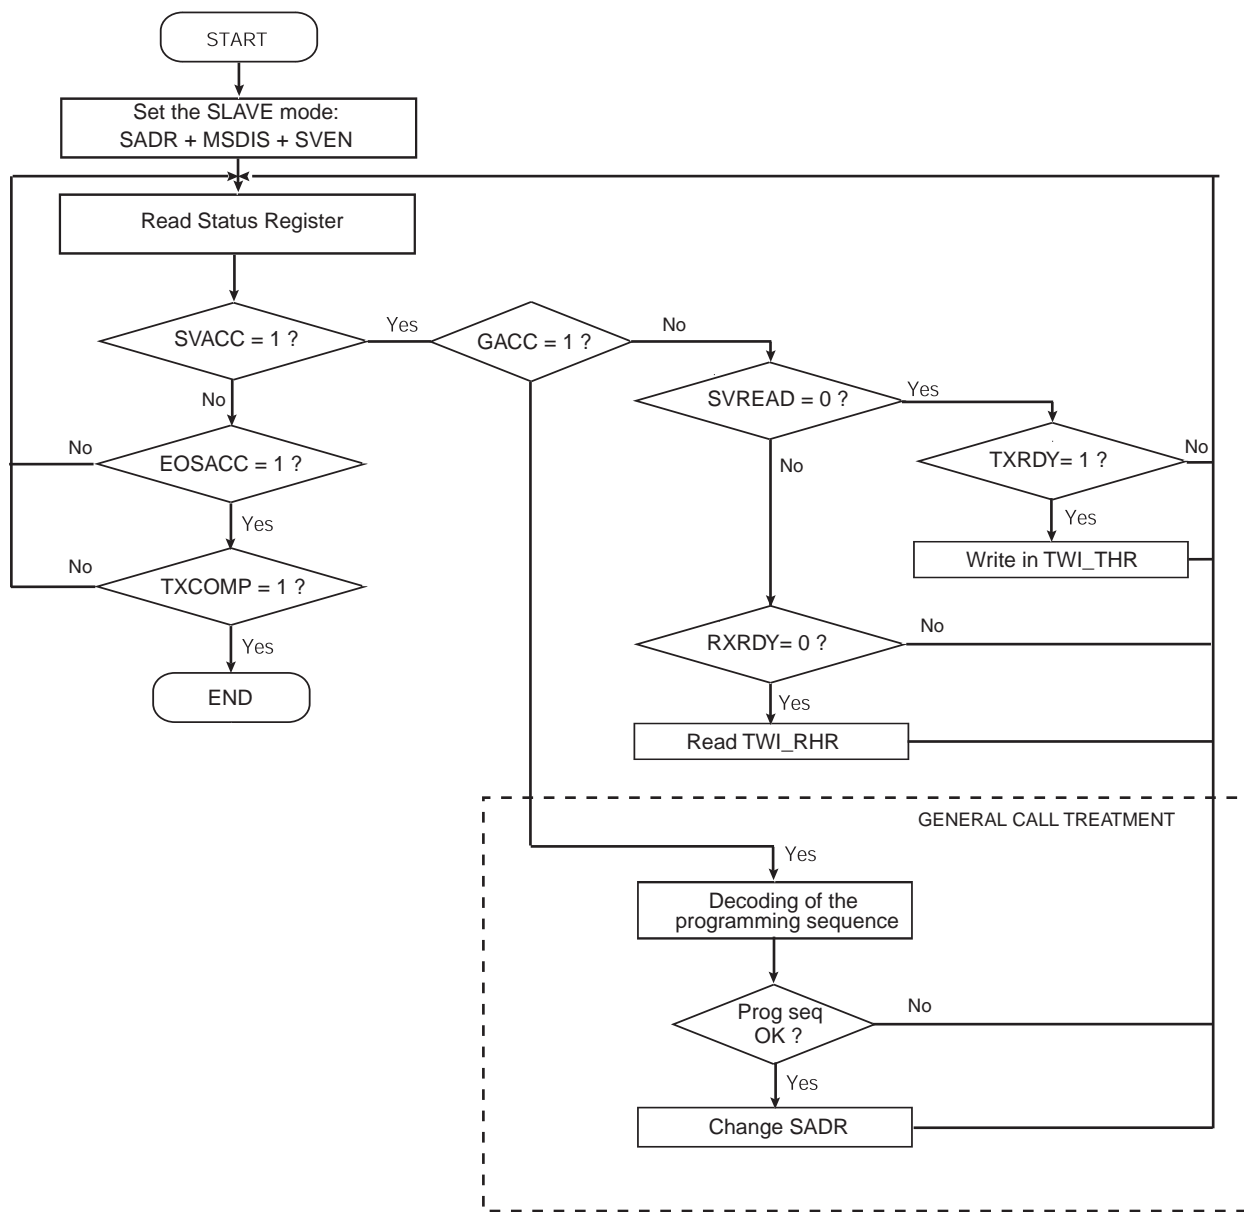 START
Set the SLAVE mode:
SADR + MSDIS + SVEN
Read Status Register
SVACC = 1 ?
Yes
GACC = 1 ?
No
No
SVREAD = 0 ?
Yes
No
EOSACC = 1 ?
No
TXRDY= 1 ?
No
Yes
Yes
Write in TWI_THR
No
TXCOMP = 1 ?
Yes
RXRDY= 0 ?
No
END
Yes
Read TWI_RHR
GENERAL CALL TREATMENT
Yes
Decoding of the
programming sequence
Prog seq
OK ?
No
Yes
Change SADR